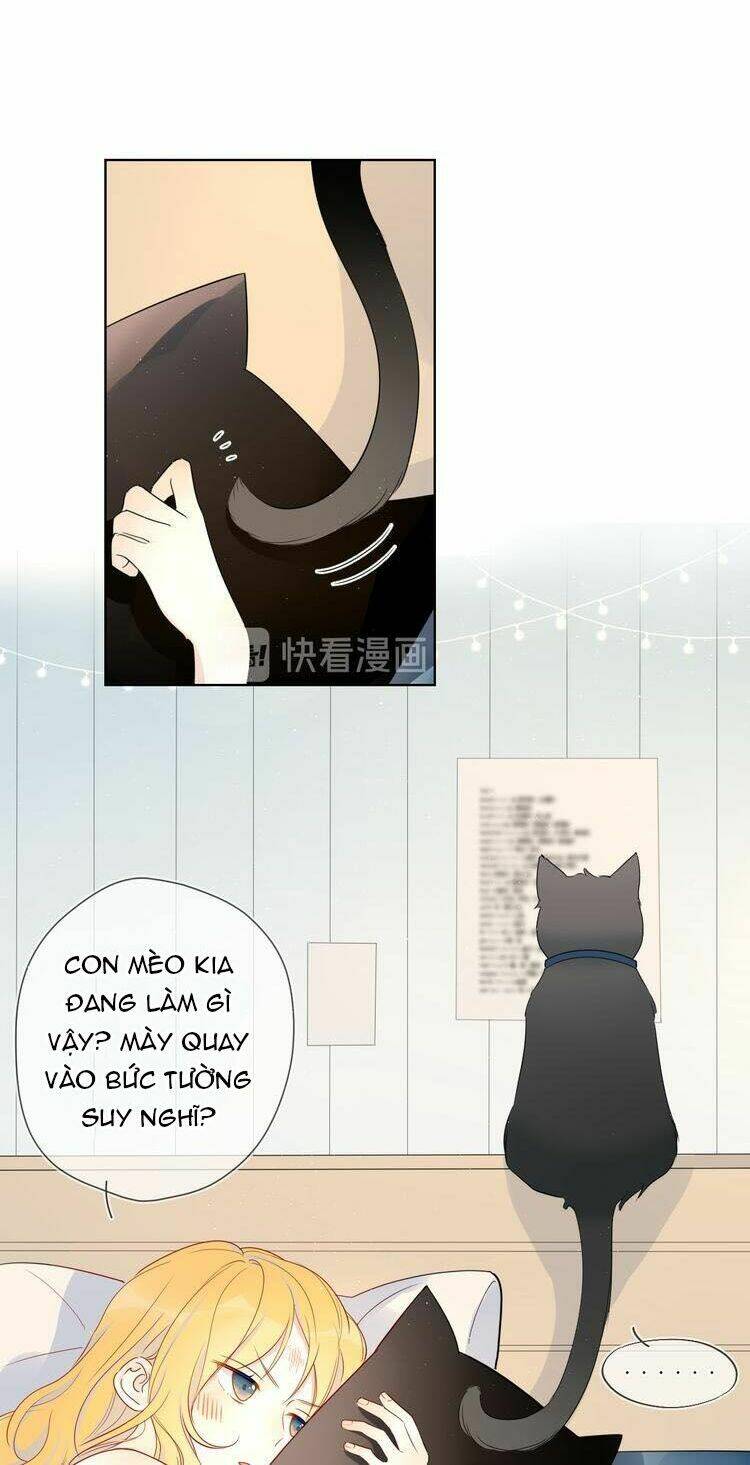 快看漫画
CON MÈO KIA
ĐANG LÀM GÌ
VẬY? MÀY QUAY
VÀO BỨC TƯỜNG
SUY NGHĨ?
......